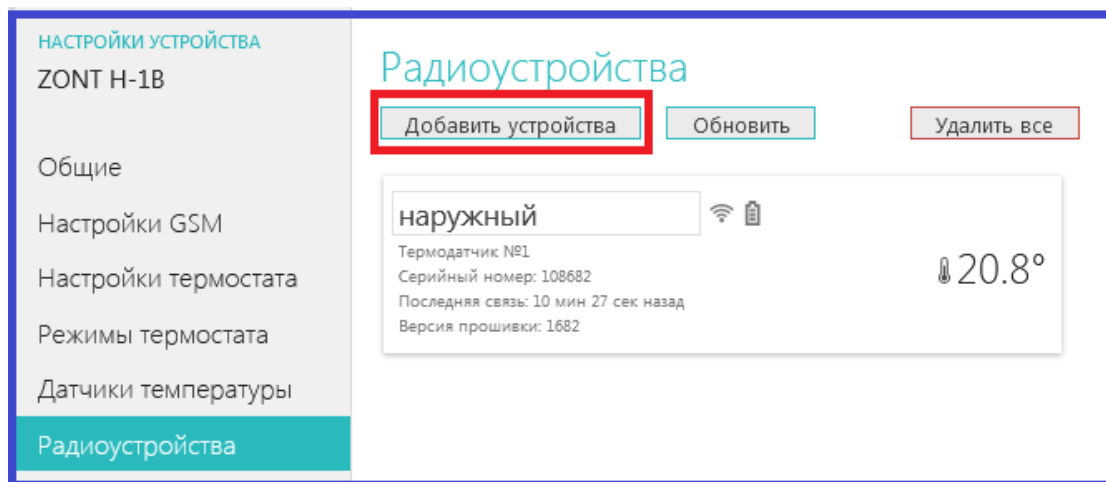 НАСТРОЙКИ УСТРОЙСТВА
ZONT H-1В
Общие
Настройки GSM
Настройки термостата
Режимы термостата
Датчики температуры
Радиоустройства
Радиоустройства
Добавить устройства
Обновить
Удалить все
наружный
Термодатчик №1
Серийный номер: 108682
Последняя связь: 10 мин 27 сек назад
Версия прошивки: 1682
20.8°